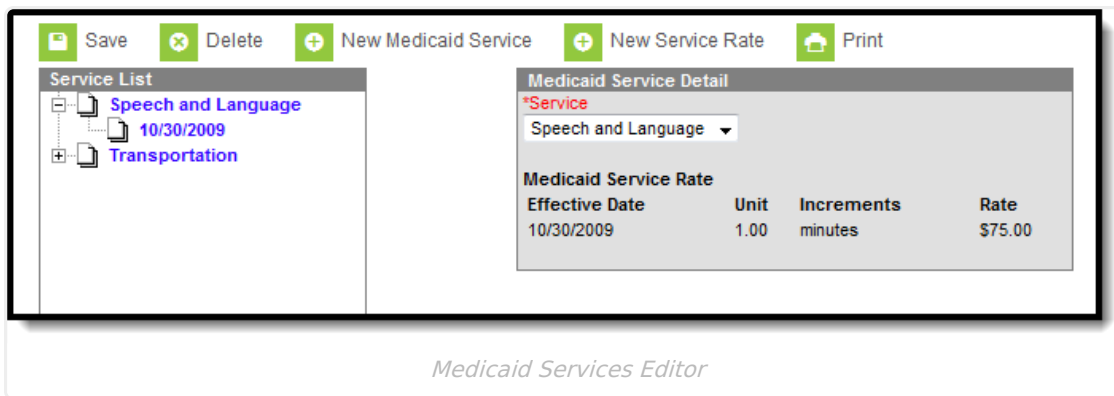 Save Delete New Medicaid Service New Service Rate Print
Service List
Speech and Language
10/30/2009
Transportation
Medicaid Service Detail
*Service
Speech and Language
Medicaid Service Rate
Effective Date Unit Increments Rate
10/30/2009 1.00 minutes $75.00
Medicaid Services Editor